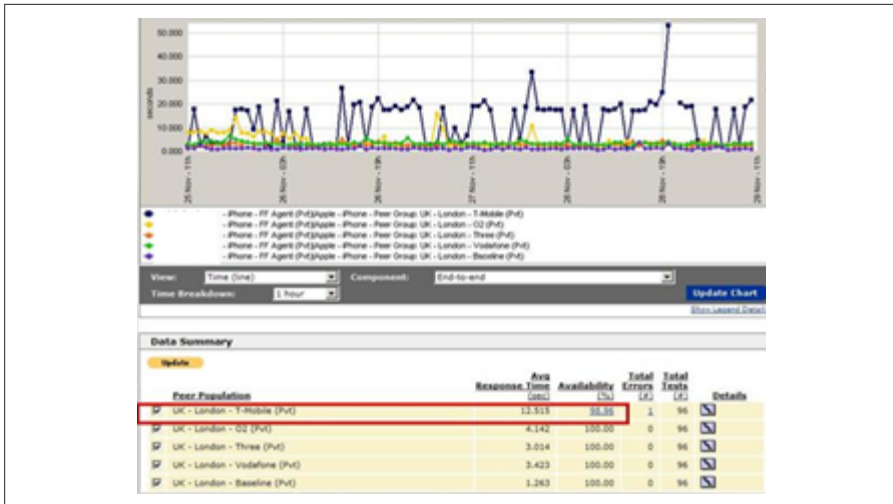 50.000
40.000
30.000
20.000
10.000
0.000
seconds
25 Nov - 11h
26 Nov - 03h
26 Nov - 19h
27 Nov - 11h
28 Nov - 03h
28 Nov - 19h
29 Nov - 11h
- iPhone - FF Agent (Pvt)(Apple - iPhone - Peer Group: UK - London - T-Mobile (Pvt)
- iPhone - FF Agent (Pvt)(Apple - iPhone - Peer Group: UK - London - O2 (Pvt)
- iPhone - FF Agent (Pvt)(Apple - iPhone - Peer Group: UK - London - Three (Pvt)
- iPhone - FF Agent (Pvt)(Apple - iPhone - Peer Group: UK - London - Vodafone (Pvt)
- iPhone - FF Agent (Pvt)(Apple - iPhone - Peer Group: UK - London - Baseline (Pvt)
View: Time (line) Component: End-to-end
Time Breakdown: 1 hour Update Chart
Show Legend Detail
Data Summary
Update
Peer Population Avg Response Time (sec) Availability (%) Total Errors (#) Total Tests (#) Details
UK - London - T-Mobile (Pvt) 12.515 98.96 1 96
UK - London - O2 (Pvt) 4.142 100.00 0 96
UK - London - Three (Pvt) 3.014 100.00 0 96
UK - London - Vodafone (Pvt) 3.423 100.00 0 96
UK - London - Baseline (Pvt) 1.263 100.00 0 96